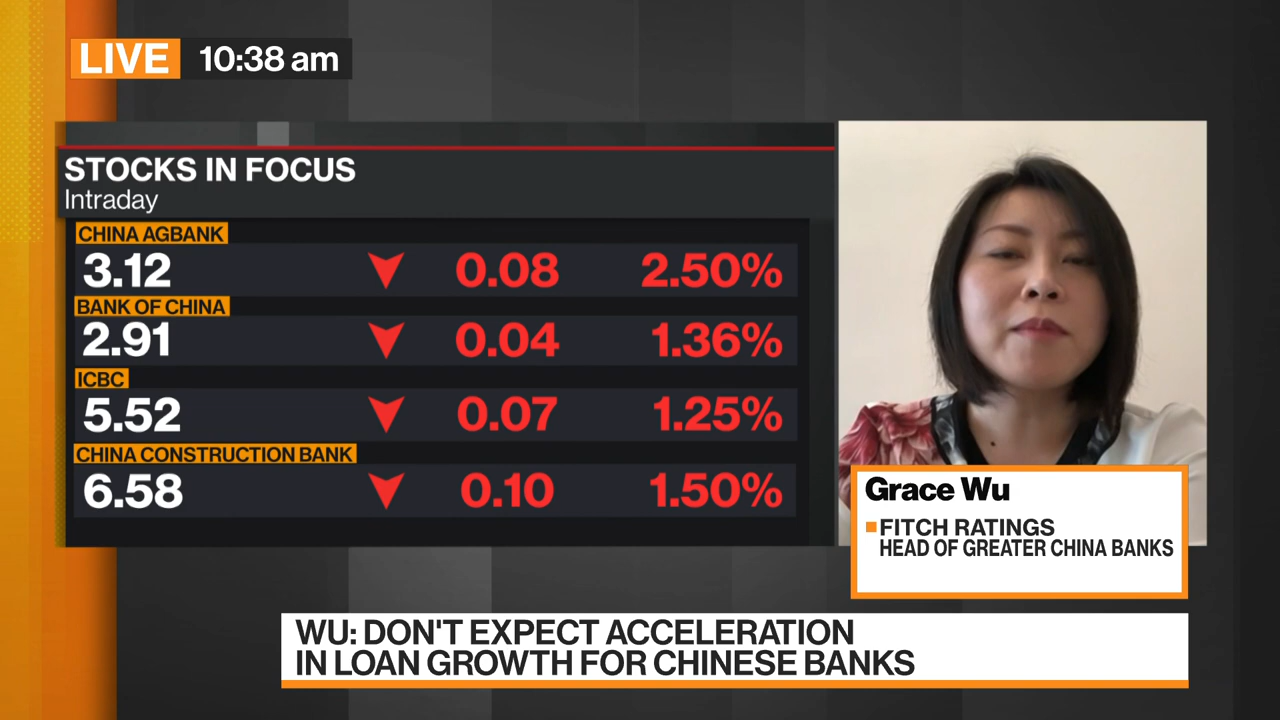 LIVE 10:38 am
STOCKS IN FOCUS
Intraday
CHINA AGBANK
3.12 0.08 2.50%
BANK OF CHINA
2.91 0.04 1.36%
ICBC
5.52 0.07 1.25%
CHINA CONSTRUCTION BANK
6.58 0.10 1.50%
Grace Wu
FITCH RATINGS
HEAD OF GREATER CHINA BANKS
WU: DON'T EXPECT ACCELERATION
IN LOAN GROWTH FOR CHINESE BANKS